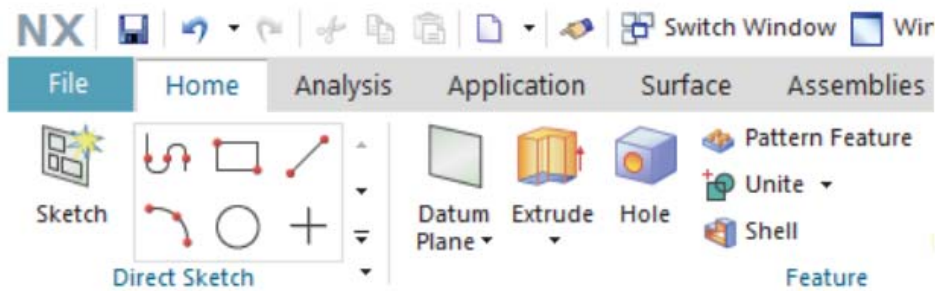 NX Switch Window Win
File Home Analysis Application Surface Assemblies
Pattern Feature
Unite
Sketch Datum Plane Extrude Hole
Shell
Direct Sketch Feature